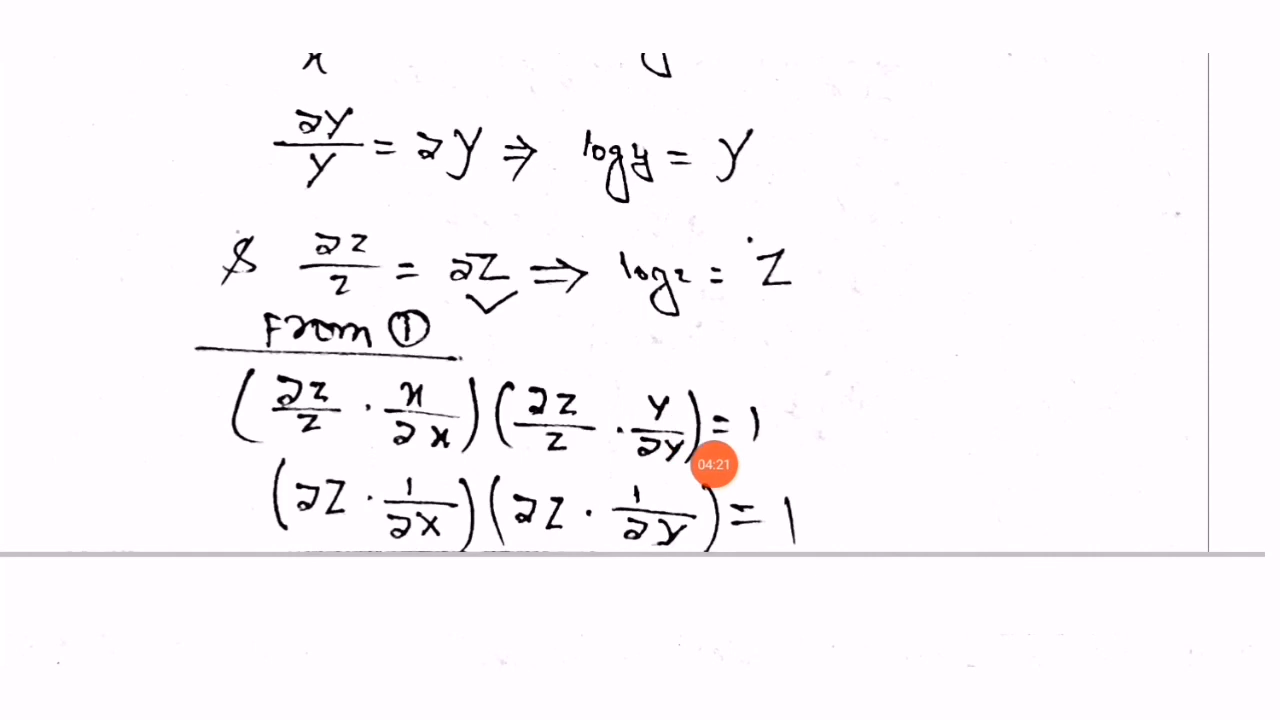 ∂y/y = ∂Y ⇒ log y = Y
& ∂z/z = ∂Z ⇒ log z = Z
From ①
(∂z/z · x/∂x)(∂z/z · y/∂y) = 1
04:21
(∂Z · 1/∂X)(∂Z · 1/∂Y) = 1